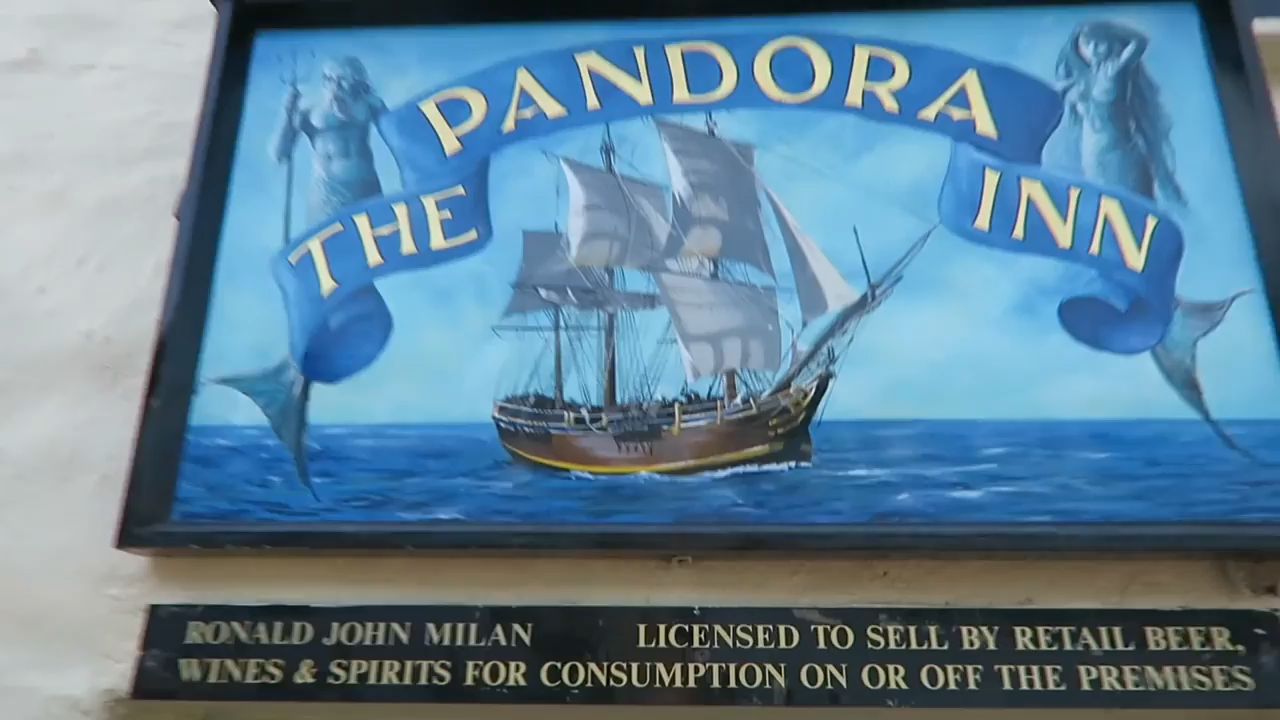 THE PANDORA INN
RONALD JOHN MILAN LICENSED TO SELL BY RETAIL BEER,
WINES & SPIRITS FOR CONSUMPTION ON OR OFF THE PREMISES